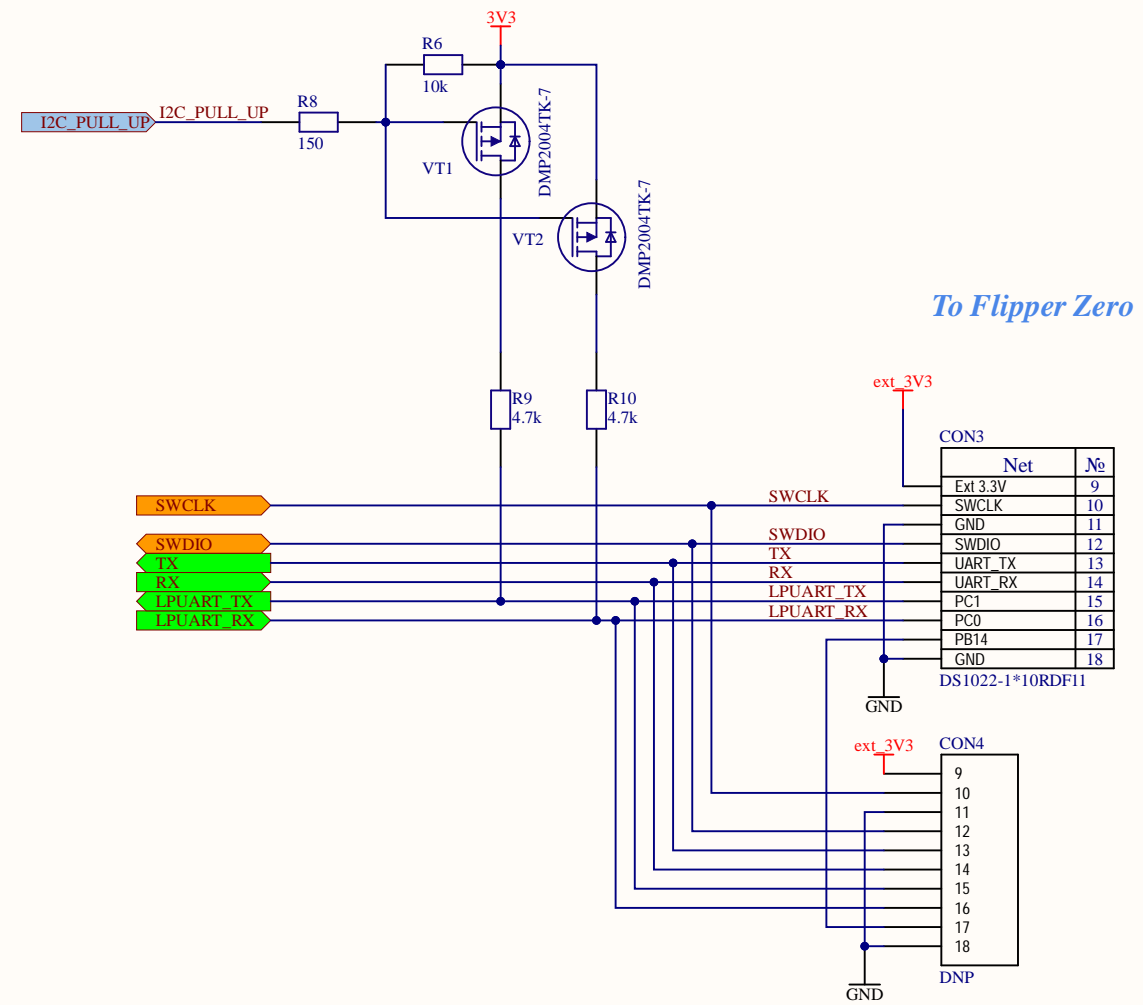 3V3
R6
10k
I2C_PULL_UP
I2C_PULL_UP
R8
150
VT1
DMP2004TK-7
VT2
DMP2004TK-7
To Flipper Zero
R9
4.7k
R10
4.7k
ext_3V3
CON3
Net №
Ext 3.3V 9
SWCLK SWCLK SWCLK 10
GND 11
SWDIO SWDIO SWDIO 12
TX TX UART_TX 13
RX RX UART_RX 14
LPUART_TX LPUART_TX PC1 15
LPUART_RX LPUART_RX PC0 16
PB14 17
GND 18
DS1022-1*10RDF11
GND
ext_3V3
CON4
9
10
11
12
13
14
15
16
17
18
DNP
GND